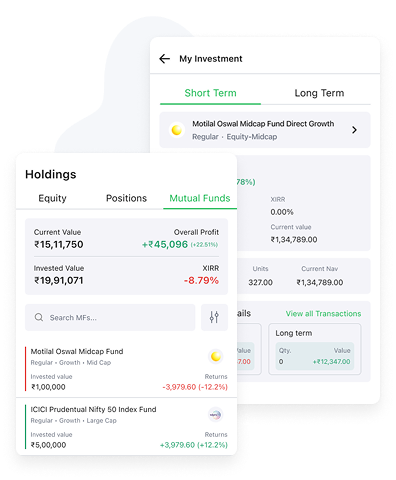 My Investment
Short Term Long Term
Motilal Oswal Midcap Fund Direct Growth
Regular • Equity-Midcap
78%)
XIRR
0.00%
Current value
₹1,34,789.00
Units Current Nav
327.00 ₹1,34,789.00
ails View all Transactions
Long term
Value Qty. Value
7.00 0 +₹12,347.00
Holdings
Equity Positions Mutual Funds
Current Value Overall Profit
₹15,11,750 +₹45,096 (+22.51%)
Invested Value XIRR
₹19,91,071 -8.79%
Search MFs...
Motilal Oswal Midcap Fund
Regular • Growth • Mid Cap
Invested value Returns
₹1,00,000 -3,979.60 (-12.2%)
ICICI Prudentual Nifty 50 Index Fund
Regular • Growth • Large Cap
Invested value Returns
₹5,00,000 +3,979.60 (+12.2%)